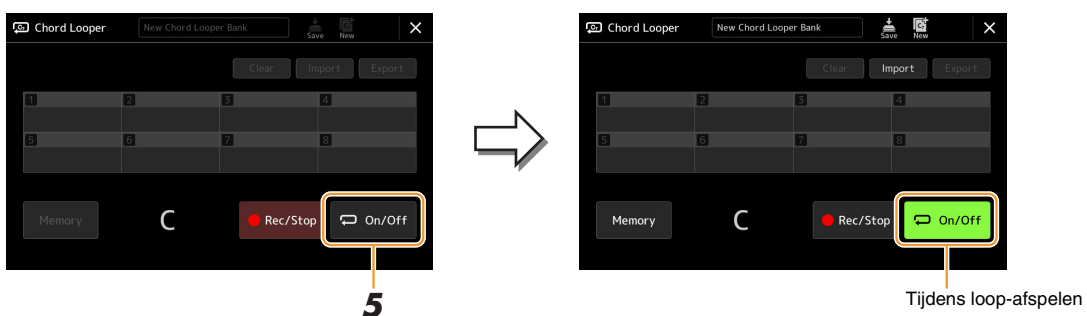 Chord Looper
New Chord Looper Bank
Save
New
Clear
Import
Export
1
2
3
4
5
6
7
8
Memory
C
Rec/Stop
On/Off
5
Chord Looper
New Chord Looper Bank
Save
New
Clear
Import
Export
1
2
3
4
5
6
7
8
Memory
C
Rec/Stop
On/Off
Tijdens loop-afspelen